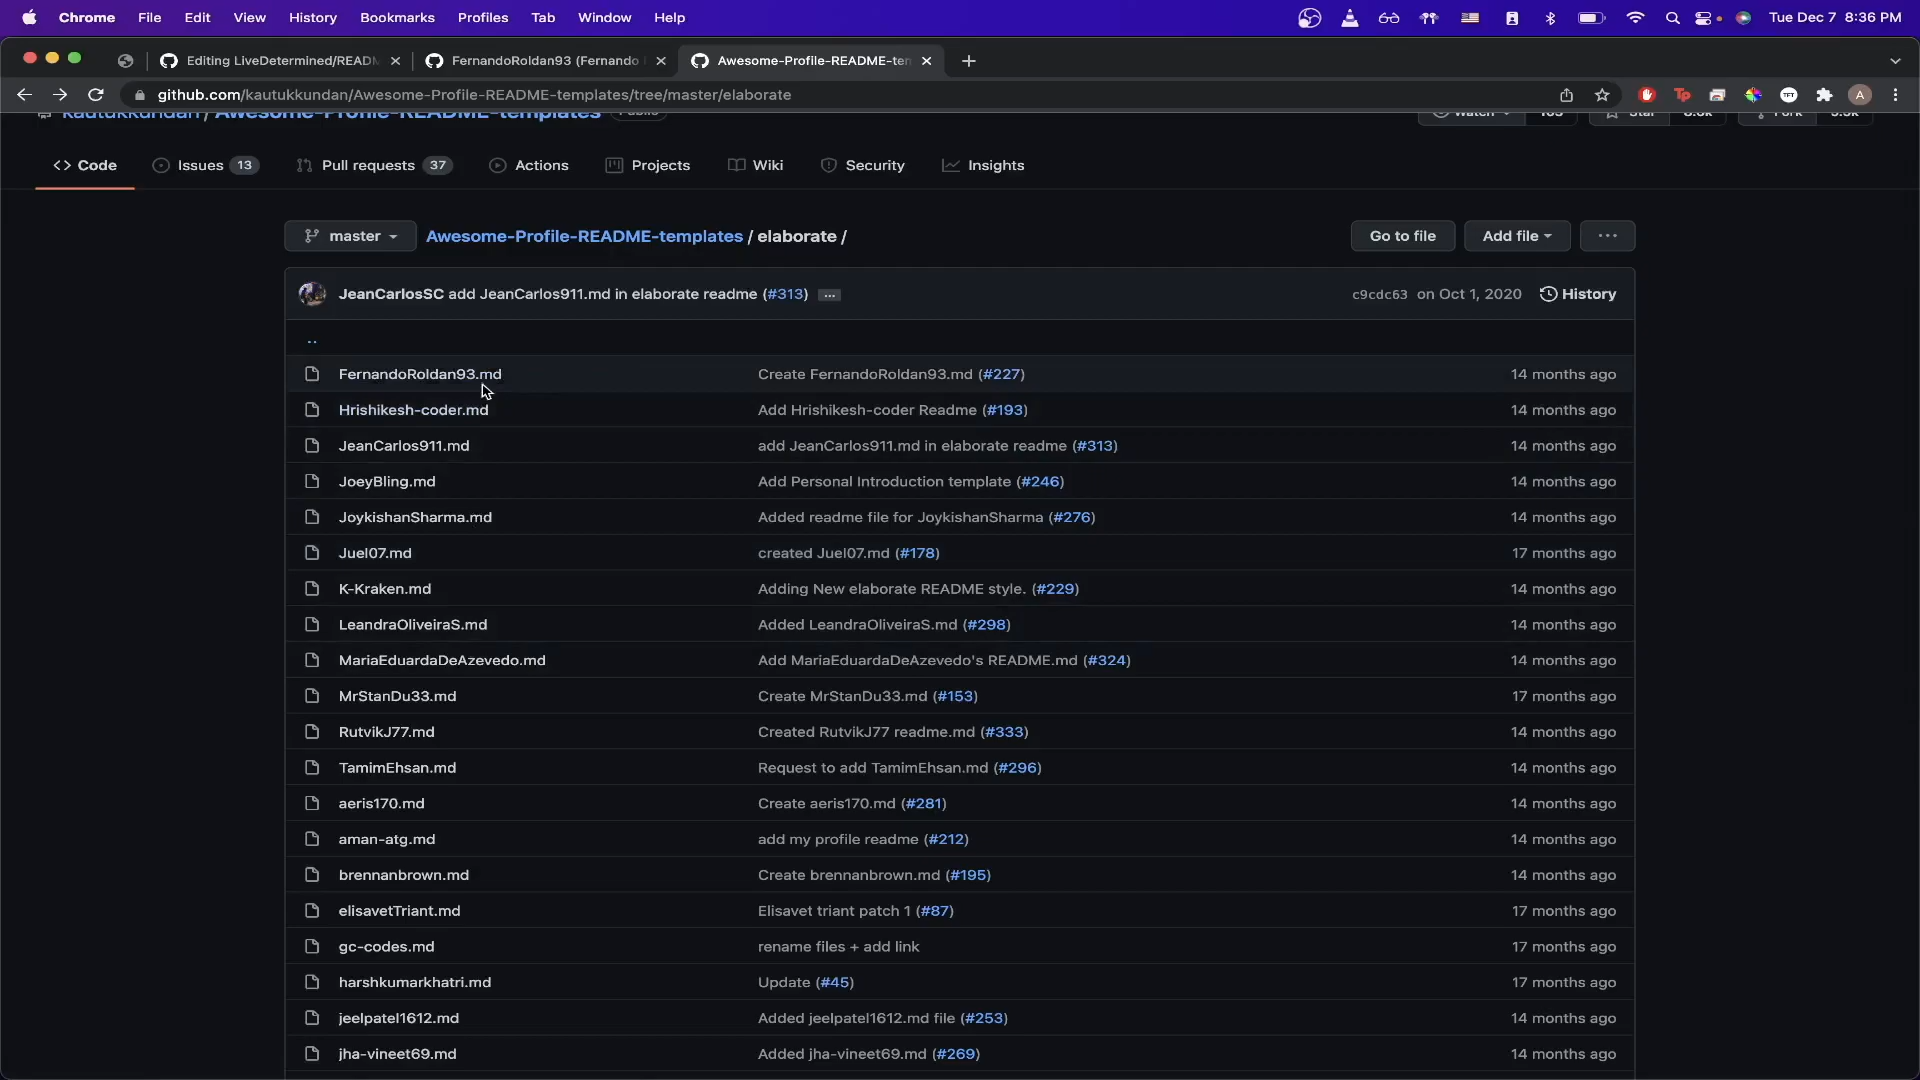 Chrome File Edit View History Bookmarks Profiles Tab Window Help Tue Dec 7 8:36 PM
Editing LiveDetermined/READM FernandoRoldan93 (Fernando Awesome-Profile-README-tem
github.com/kautukkundan/Awesome-Profile-README-templates/tree/master/elaborate Tp TFT A
kautukkundan / Awesome-Profile-README-templates Public Watch Star Fork
Code Issues 13 Pull requests 37 Actions Projects Wiki Security Insights
master Awesome-Profile-README-templates / elaborate / Go to file Add file ...
JeanCarlosSC add JeanCarlos911.md in elaborate readme (#313) ... c9cdc63 on Oct 1, 2020 History
..
FernandoRoldan93.md Create FernandoRoldan93.md (#227) 14 months ago
Hrishikesh-coder.md Add Hrishikesh-coder Readme (#193) 14 months ago
JeanCarlos911.md add JeanCarlos911.md in elaborate readme (#313) 14 months ago
JoeyBling.md Add Personal Introduction template (#246) 14 months ago
JoykishanSharma.md Added readme file for JoykishanSharma (#276) 14 months ago
Juel07.md created Juel07.md (#178) 17 months ago
K-Kraken.md Adding New elaborate README style. (#229) 14 months ago
LeandraOliveiraS.md Added LeandraOliveiraS.md (#298) 14 months ago
MariaEduardaDeAzevedo.md Add MariaEduardaDeAzevedo's README.md (#324) 14 months ago
MrStanDu33.md Create MrStanDu33.md (#153) 17 months ago
RutvikJ77.md Created RutvikJ77 readme.md (#333) 14 months ago
TamimEhsan.md Request to add TamimEhsan.md (#296) 14 months ago
aeris170.md Create aeris170.md (#281) 14 months ago
aman-atg.md add my profile readme (#212) 14 months ago
brennanbrown.md Create brennanbrown.md (#195) 14 months ago
elisavetTriant.md Elisavet triant patch 1 (#87) 17 months ago
gc-codes.md rename files + add link 17 months ago
harshkumarkhatri.md Update (#45) 17 months ago
jeelpatel1612.md Added jeelpatel1612.md file (#253) 14 months ago
jha-vineet69.md Added jha-vineet69.md (#269) 14 months ago